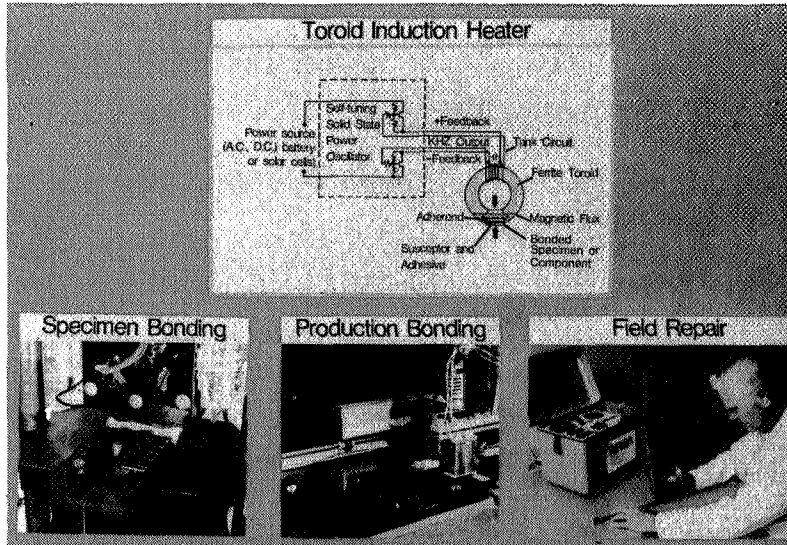 Toroid Induction Heater
Self-tuning
Solid State
Power
Oscillator
Power source
(A.C., D.C.) battery
or solar cells)
+Feedback
KHZ Output
-Feedback
Tank Circuit
Ferrite Toroid
Adherend
Magnetic Flux
Susceptor and
Adhesive
Bonded
Specimen or
Component
Specimen Bonding
Production Bonding
Field Repair